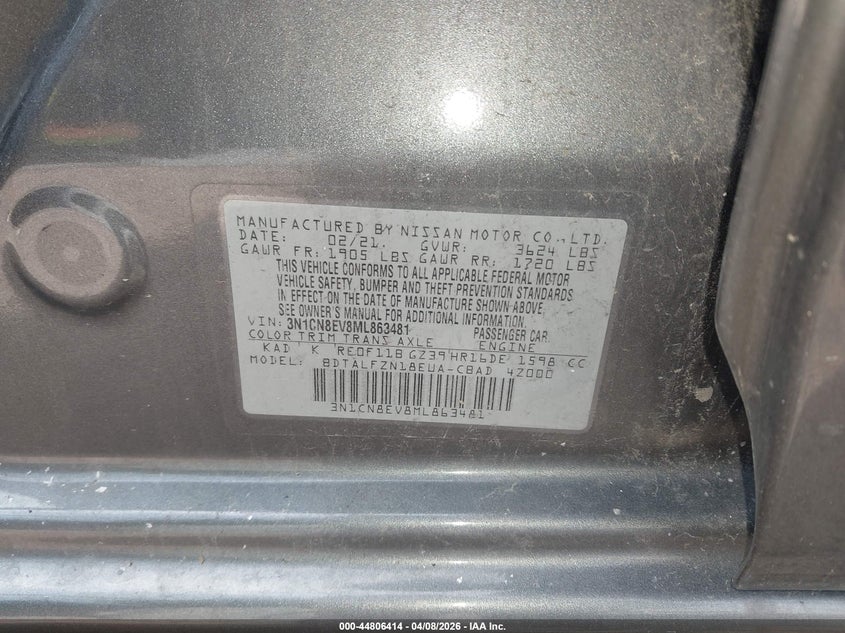 MANUFACTURED BY NISSAN MOTOR CO.,LTD.
DATE: 02/21. GVWR: 3624 LBS
GAWR FR: 1905 LBS GAWR RR: 1720 LBS
THIS VEHICLE CONFORMS TO ALL APPLICABLE FEDERAL MOTOR
VEHICLE SAFETY, BUMPER AND THEFT PREVENTION STANDARDS
IN EFFECT ON THE DATE OF MANUFACTURE SHOWN ABOVE.
SEE OWNER'S MANUAL FOR ADDITIONAL INFORMATION.
VIN: 3N1CN8EV8ML863481 PASSENGER CAR
COLOR TRIM TRANS AXLE ENGINE
KAD K RE0F11B GZ39 HR16DE 1598 CC
MODEL: BDTALFZN18EUA-CBAD 4Z000
3N1CN8EV8ML863481
000-44806414 - 04/08/2026 - IAA Inc.